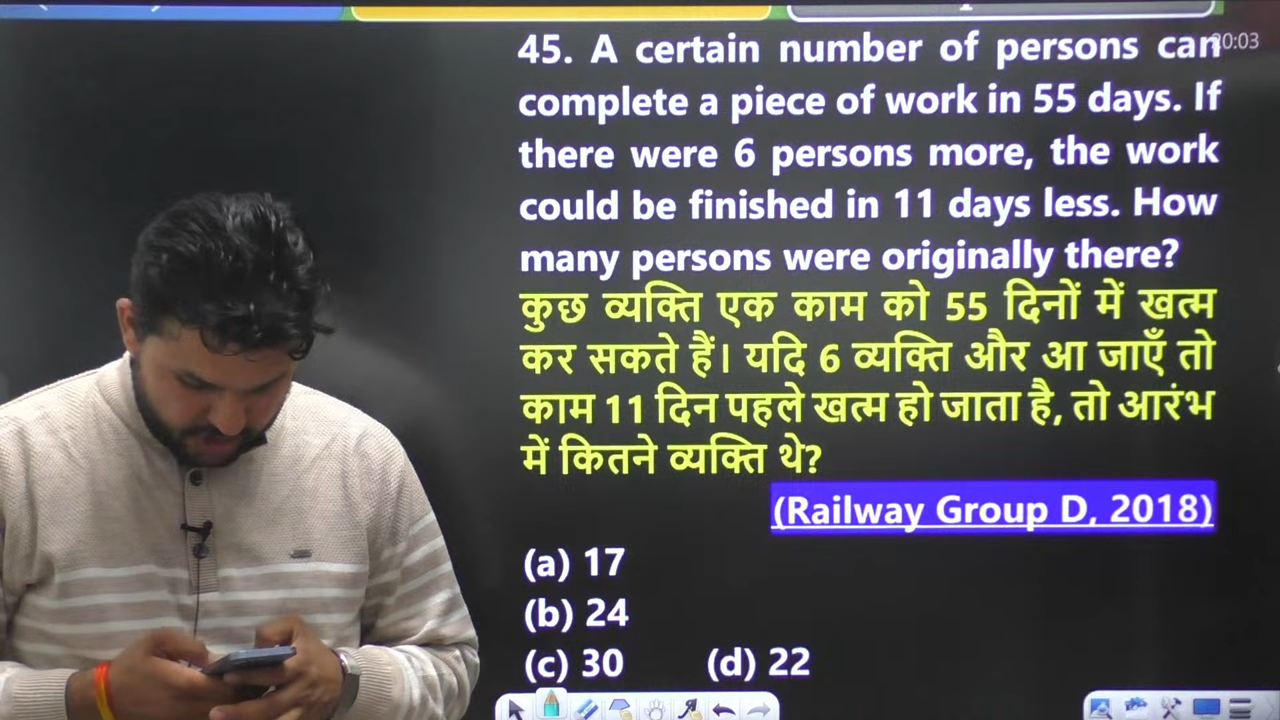 20:03
45. A certain number of persons can
complete a piece of work in 55 days. If
there were 6 persons more, the work
could be finished in 11 days less. How
many persons were originally there?
कुछ व्यक्ति एक काम को 55 दिनों में खत्म
कर सकते हैं। यदि 6 व्यक्ति और आ जाएँ तो
काम 11 दिन पहले खत्म हो जाता है, तो आरंभ
में कितने व्यक्ति थे?
(Railway Group D, 2018)
(a) 17
(b) 24
(c) 30 (d) 22